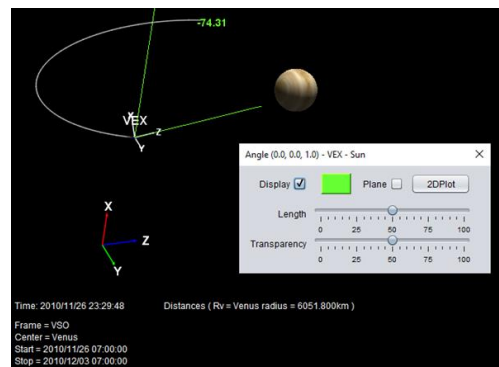 -74.31
X
VEX
Z
Y
Angle (0.0, 0.0, 1.0) - VEX - Sun
Display
Plane
2DPlot
Length
0 25 50 75 100
Transparency
0 25 50 75 100
X
Z
Y
Time: 2010/11/26 23:29:48 Distances ( Rv = Venus radius = 6051.800km )
Frame = VSO
Center = Venus
Start = 2010/11/26 07:00:00
Stop = 2010/12/03 07:00:00